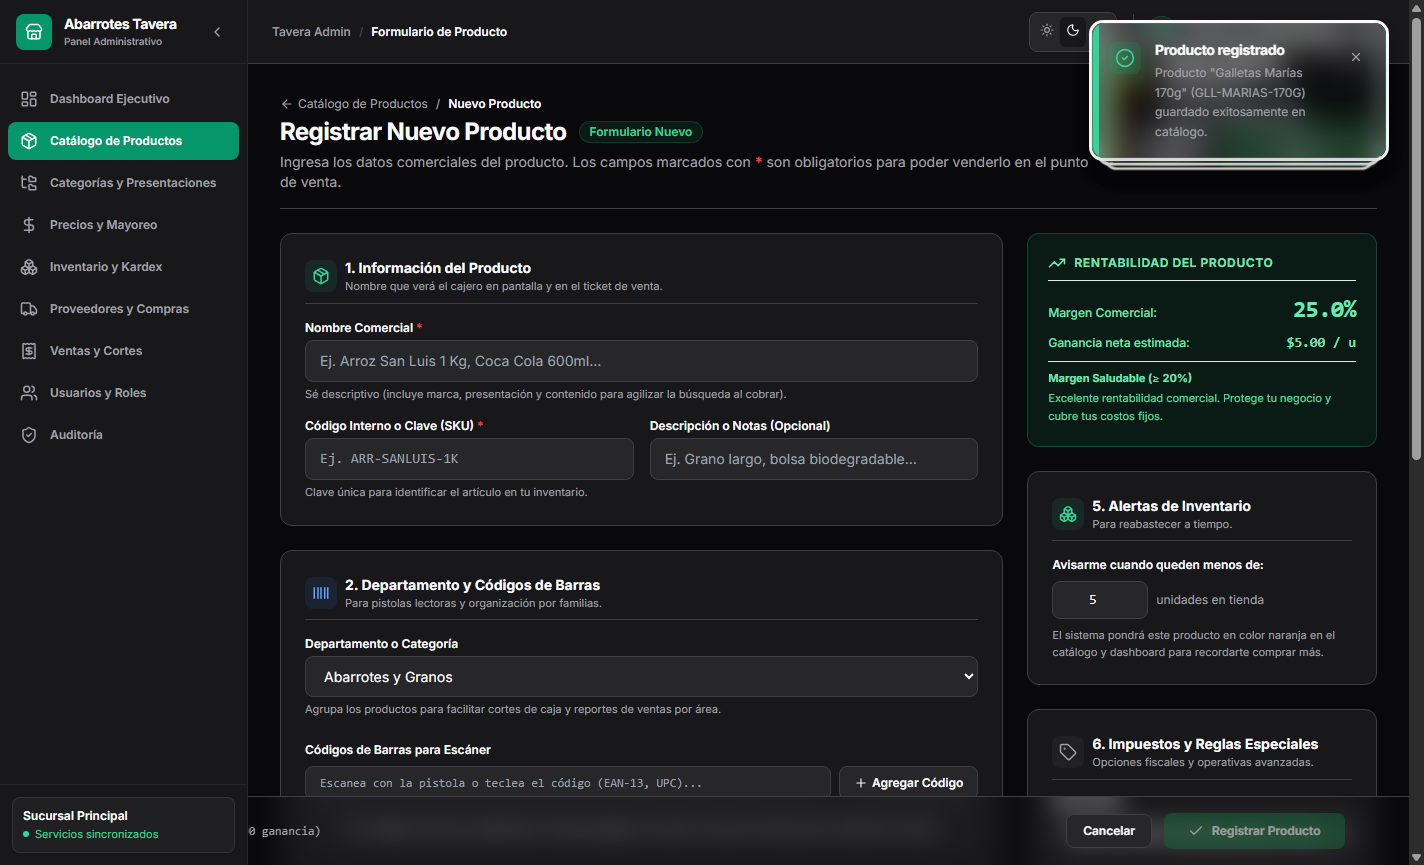 Abarrotes Tavera
Panel Administrativo
Dashboard Ejecutivo
Catálogo de Productos
Categorías y Presentaciones
Precios y Mayoreo
Inventario y Kardex
Proveedores y Compras
Ventas y Cortes
Usuarios y Roles
Auditoría
Sucursal Principal
Servicios sincronizados
Tavera Admin / Formulario de Producto
Producto registrado
Producto "Galletas Marías
170g" (GLL-MARIAS-170G)
guardado exitosamente en
catálogo.
Catálogo de Productos / Nuevo Producto
Registrar Nuevo Producto
Formulario Nuevo
Ingresa los datos comerciales del producto. Los campos marcados con * son obligatorios para poder venderlo en el punto
de venta.
1. Información del Producto
Nombre que verá el cajero en pantalla y en el ticket de venta.
Nombre Comercial *
Ej. Arroz San Luis 1 Kg, Coca Cola 600ml...
Sé descriptivo (incluye marca, presentación y contenido para agilizar la búsqueda al cobrar).
Código Interno o Clave (SKU) *
Ej. ARR-SANLUIS-1K
Clave única para identificar el artículo en tu inventario.
Descripción o Notas (Opcional)
Ej. Grano largo, bolsa biodegradable...
2. Departamento y Códigos de Barras
Para pistolas lectoras y organización por familias.
Departamento o Categoría
Abarrotes y Granos
Agrupa los productos para facilitar cortes de caja y reportes de ventas por área.
Códigos de Barras para Escáner
Escanea con la pistola o teclea el código (EAN-13, UPC)...
+ Agregar Código
RENTABILIDAD DEL PRODUCTO
Margen Comercial: 25.0%
Ganancia neta estimada: $5.00 / u
Margen Saludable (≥ 20%)
Excelente rentabilidad comercial. Protege tu negocio y
cubre tus costos fijos.
5. Alertas de Inventario
Para reabastecer a tiempo.
Avisarme cuando queden menos de:
5 unidades en tienda
El sistema pondrá este producto en color naranja en el
catálogo y dashboard para recordarte comprar más.
6. Impuestos y Reglas Especiales
Opciones fiscales y operativas avanzadas.
0 ganancia)
Cancelar
Registrar Producto